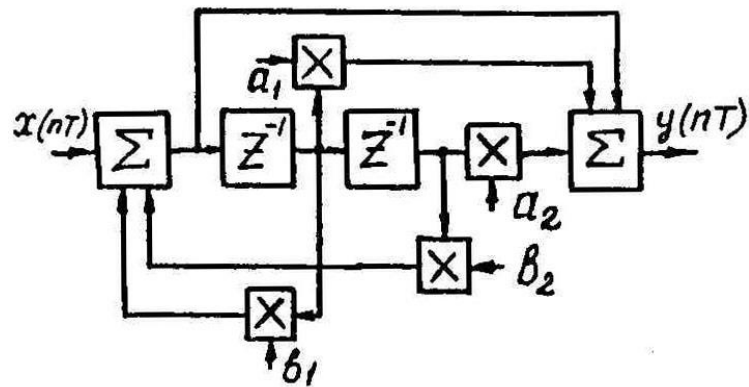 a₁
x(nT)
Σ
Z⁻¹
Z⁻¹
Σ
y(nT)
a₂
b₂
b₁